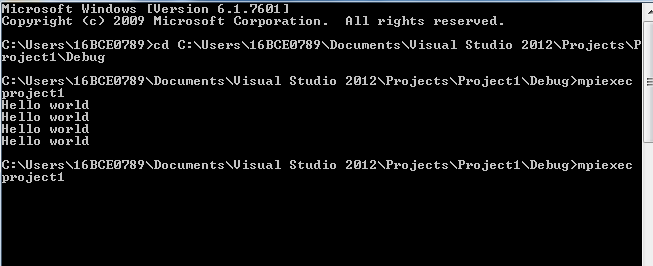 Microsoft Windows [Version 6.1.7601]
Copyright (c) 2009 Microsoft Corporation.  All rights reserved.
C:\Users\16BCE0789>cd C:\Users\16BCE0789\Documents\Visual Studio 2012\Projects\P
roject1\Debug
C:\Users\16BCE0789\Documents\Visual Studio 2012\Projects\Project1\Debug>mpiexec
project1
Hello world
Hello world
Hello world
Hello world
C:\Users\16BCE0789\Documents\Visual Studio 2012\Projects\Project1\Debug>mpiexec
project1